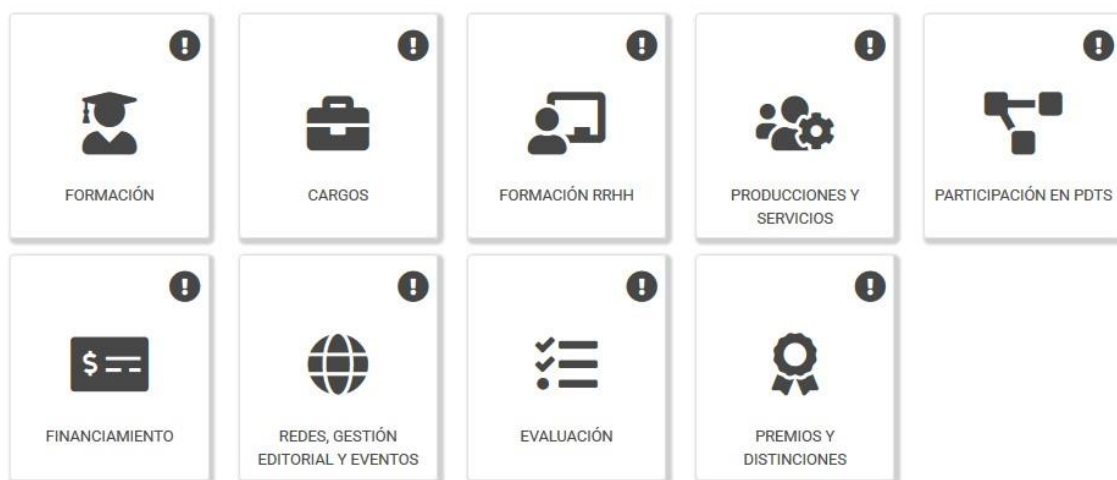 FORMACIÓN
CARGOS
FORMACIÓN RRHH
PRODUCCIONES Y
SERVICIOS
PARTICIPACIÓN EN PDTS
$
FINANCIAMIENTO
REDES, GESTIÓN
EDITORIAL Y EVENTOS
EVALUACIÓN
PREMIOS Y
DISTINCIONES